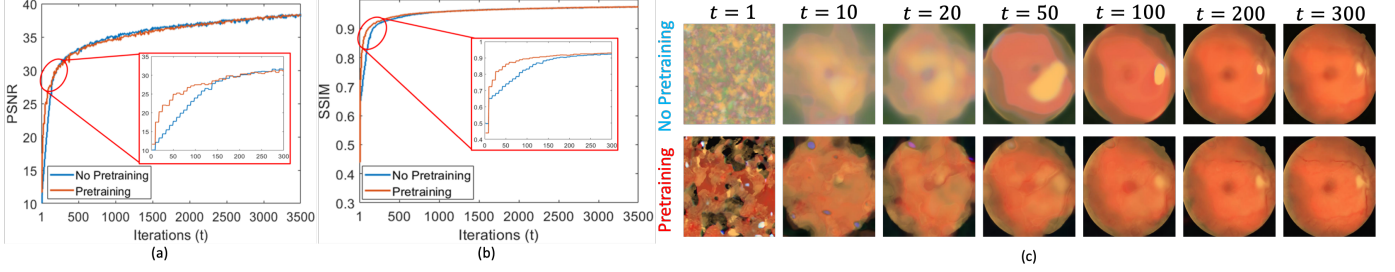 PSNR
40
35
30
25
20
15
10
35
30
25
20
15
10
0 50 100 150 200 250 300
No Pretraining
Pretraining
1 500 1000 1500 2000 2500 3000 3500
Iterations (t)
(a)
SSIM
0.9
0.8
0.7
0.6
0.5
0.4
0.3
1
0.9
0.8
0.7
0.6
0.5
0.4
0 50 100 150 200 250 300
No Pretraining
Pretraining
1 500 1000 1500 2000 2500 3000 3500
Iterations (t)
(b)
t = 1 t = 10 t = 20 t = 50 t = 100 t = 200 t = 300
No Pretraining
Pretraining
(c)